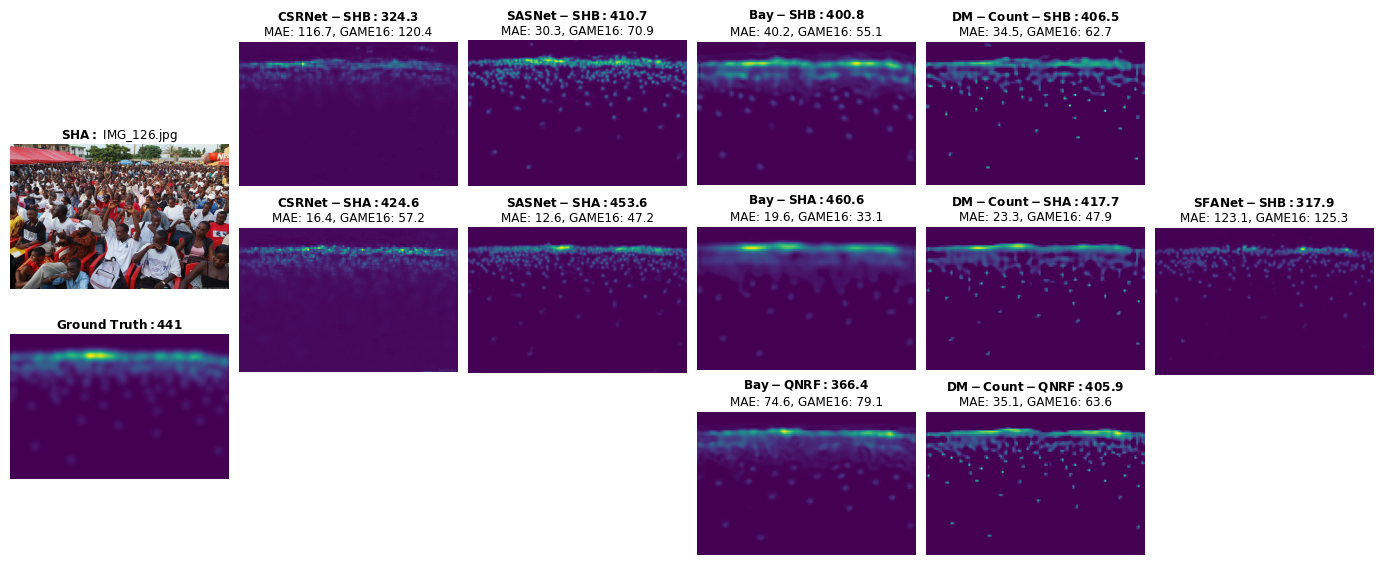 CSRNet−SHB: 324.3
MAE: 116.7, GAME16: 120.4
SASNet−SHB: 410.7
MAE: 30.3, GAME16: 70.9
Bay−SHB: 400.8
MAE: 40.2, GAME16: 55.1
DM−Count−SHB: 406.5
MAE: 34.5, GAME16: 62.7
SHA: IMG_126.jpg
CSRNet−SHA: 424.6
MAE: 16.4, GAME16: 57.2
SASNet−SHA: 453.6
MAE: 12.6, GAME16: 47.2
Bay−SHA: 460.6
MAE: 19.6, GAME16: 33.1
DM−Count−SHA: 417.7
MAE: 23.3, GAME16: 47.9
SFANet−SHB: 317.9
MAE: 123.1, GAME16: 125.3
Ground Truth: 441
Bay−QNRF: 366.4
MAE: 74.6, GAME16: 79.1
DM−Count−QNRF: 405.9
MAE: 35.1, GAME16: 63.6